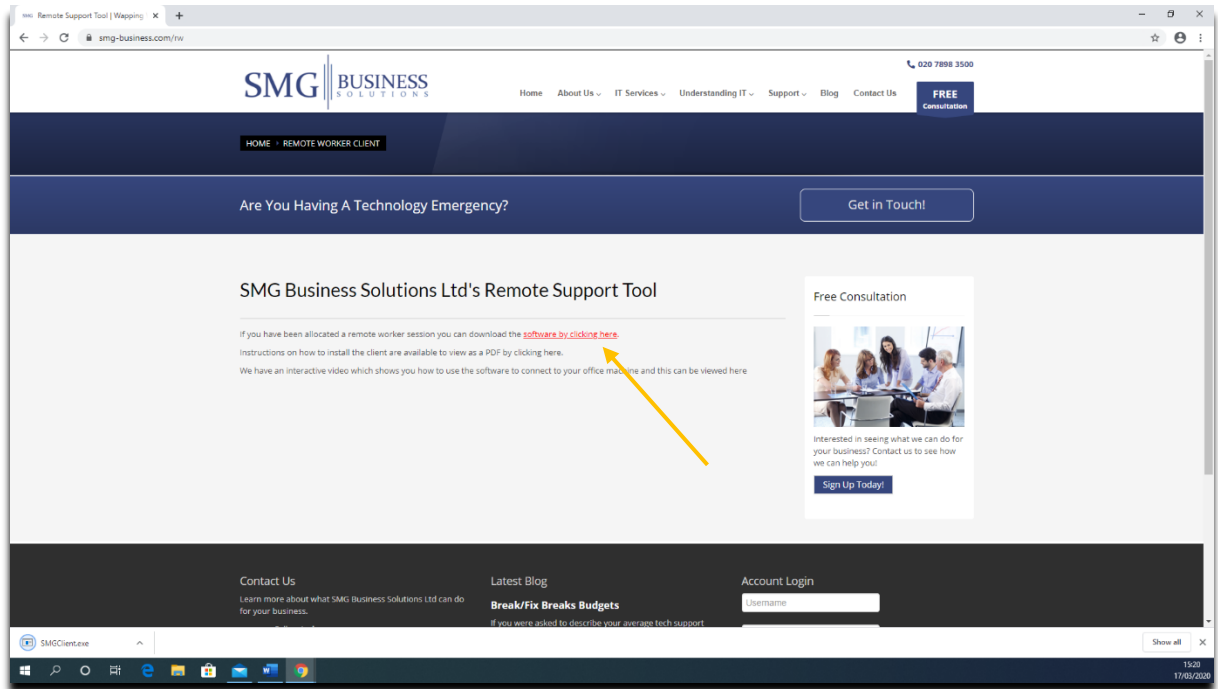 SMG Remote Support Tool | Wapping
smg-business.com/rw
020 7898 3500
SMG BUSINESS
SOLUTIONS
Home About Us IT Services Understanding IT Support Blog Contact Us
FREE
Consultation
HOME REMOTE WORKER CLIENT
Are You Having A Technology Emergency?
Get in Touch!
SMG Business Solutions Ltd's Remote Support Tool
If you have been allocated a remote worker session you can download the software by clicking here.
Instructions on how to install the client are available to view as a PDF by clicking here.
We have an interactive video which shows you how to use the software to connect to your office machine and this can be viewed here
Free Consultation
Interested in seeing what we can do for
your business? Contact us to see how
we can help you!
Sign Up Today!
Contact Us
Learn more about what SMG Business Solutions Ltd can do
for your business.
Latest Blog
Break/Fix Breaks Budgets
If you were asked to describe your average tech support
Account Login
Username
SMGClient.exe
Show all
15:20
17/03/2020